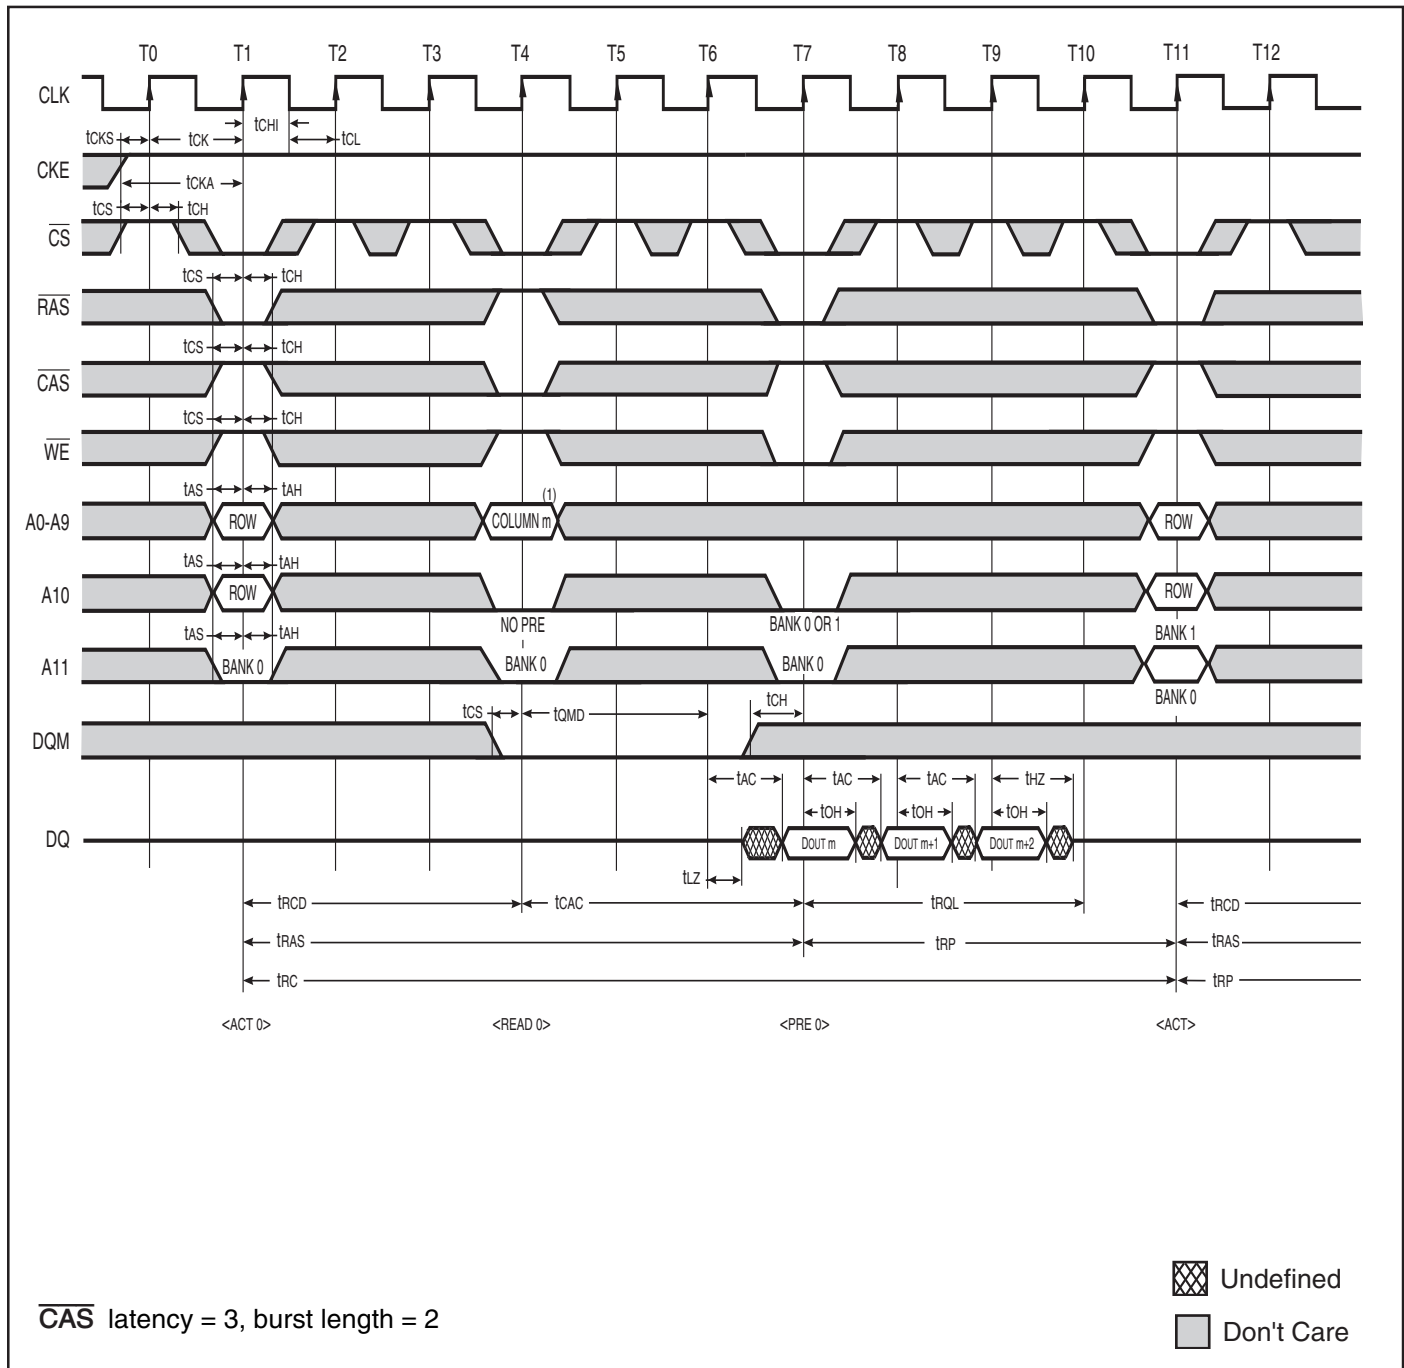 T0 T1 T2 T3 T4 T5 T6 T7 T8 T9 T10 T11 T12
CLK
tCHI
tCKS tCK tCL
CKE
tCKA
tCS tCH
CS
tCS tCH
RAS
tCS tCH
CAS
tCS tCH
WE
tAS tAH (1)
A0-A9 ROW COLUMN m ROW
tAS tAH
A10 ROW ROW
NO PRE BANK 0 OR 1 BANK 1
tAS tAH
A11 BANK 0 BANK 0 BANK 0
BANK 0
tCS tQMD tCH
DQM
tAC tAC tAC tHZ
tOH tOH tOH
DQ DOUT m DOUT m+1 DOUT m+2
tLZ
tRCD tCAC tRQL tRCD
tRAS tRP tRAS
tRC tRP
<ACT 0> <READ 0> <PRE 0> <ACT>
Undefined
CAS latency = 3, burst length = 2
Don't Care